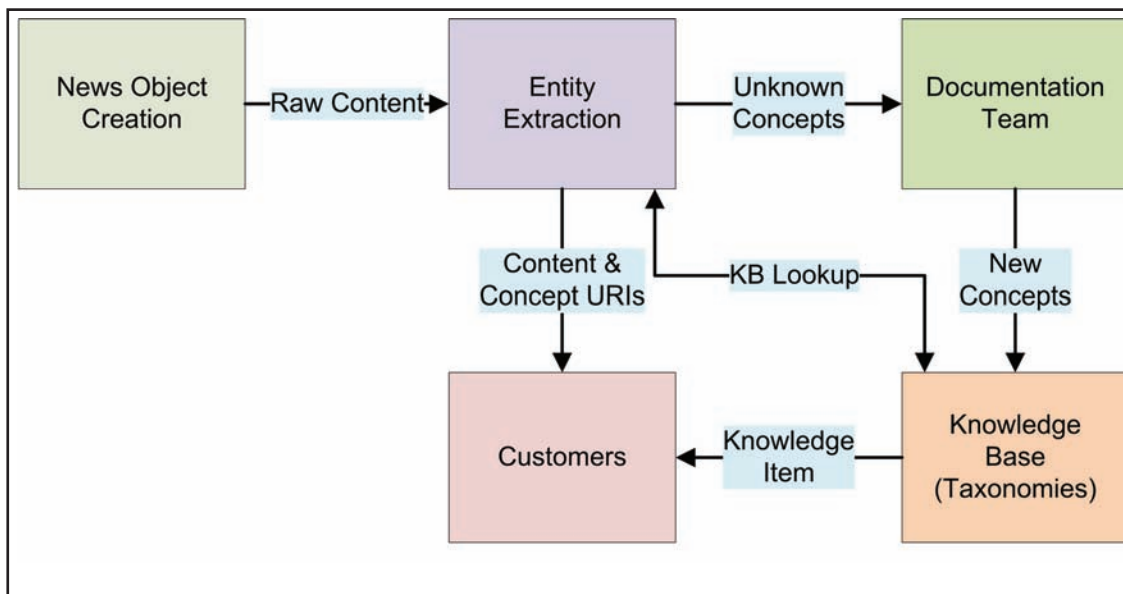 News Object
Creation
Raw Content
Entity
Extraction
Unknown
Concepts
Documentation
Team
Content &
Concept URIs
KB Lookup
New
Concepts
Customers
Knowledge
Item
Knowledge
Base
(Taxonomies)